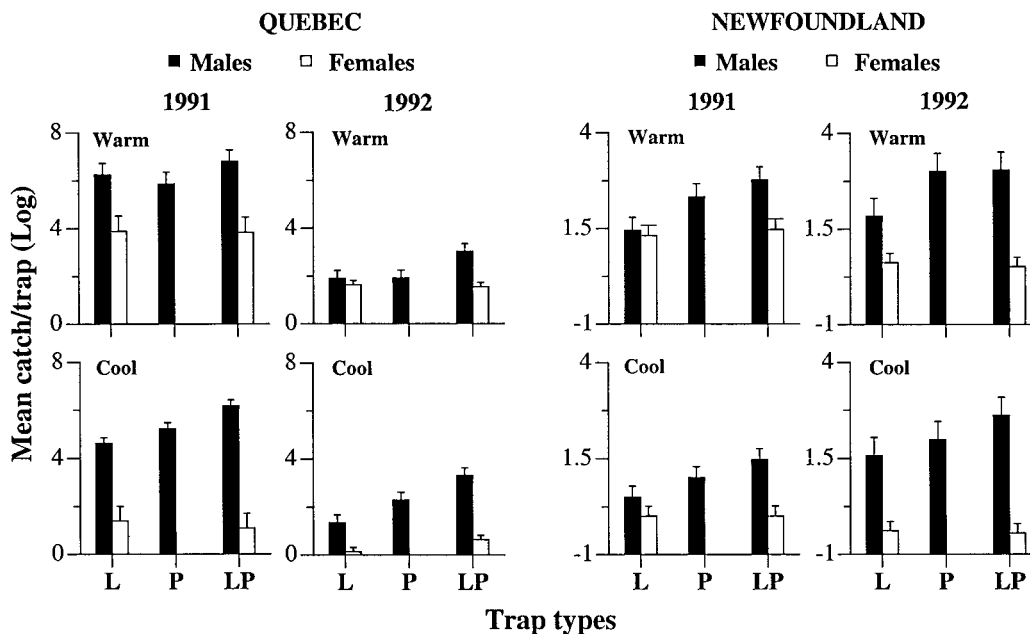 QUEBEC
■ Males □ Females
1991 1992
NEWFOUNDLAND
■ Males □ Females
1991 1992
Mean catch/trap (Log)
8 Warm
4
0
8 Warm
4
2
0
4 Warm
1.5
-1
4 Warm
1.5
-1
8 Cool
4
0
8 Cool
4
0
4 Cool
1.5
-1
4 Cool
1.5
-1
L P LP
L P LP
L P LP
L P LP
Trap types